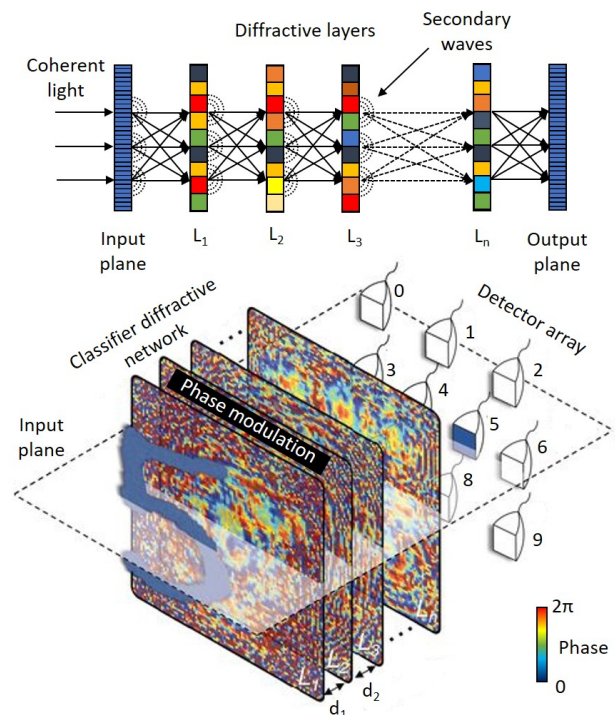 Diffractive layers
Secondary
waves
Coherent
light
Input
plane
L1
L2
L3
Ln
Output
plane
Classifier diffractive
network
Detector array
0
1
2
3
4
5
6
8
9
Input
plane
Phase modulation
L1
L2
L3
2π
Phase
0
d1
d2